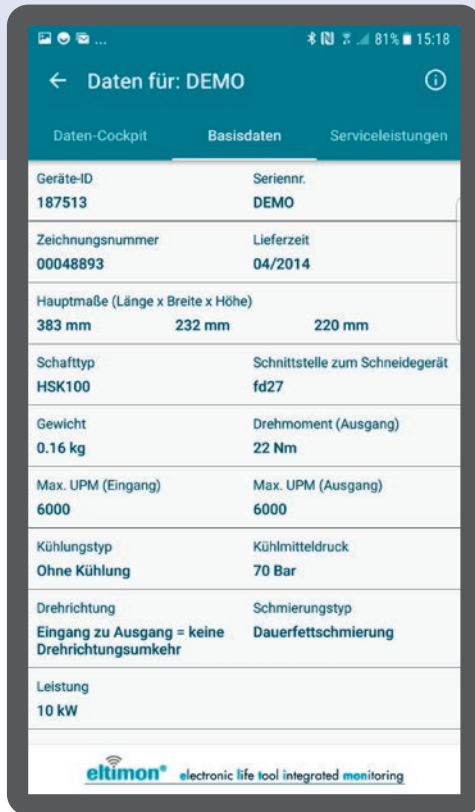 ... 81% 15:18
Daten für: DEMO
Daten-Cockpit Basisdaten Serviceleistungen
Geräte-ID Seriennr.
187513 DEMO
Zeichnungsnummer Lieferzeit
00048893 04/2014
Hauptmaße (Länge x Breite x Höhe)
383 mm 232 mm 220 mm
Schafttyp Schnittstelle zum Schneidegerät
HSK100 fd27
Gewicht Drehmoment (Ausgang)
0.16 kg 22 Nm
Max. UPM (Eingang) Max. UPM (Ausgang)
6000 6000
Kühlungstyp Kühlmitteldruck
Ohne Kühlung 70 Bar
Drehrichtung Schmierungstyp
Eingang zu Ausgang = keine Dauerfettschmierung
Drehrichtungsumkehr
Leistung
10 kW
eltimon® electronic life tool integrated monitoring